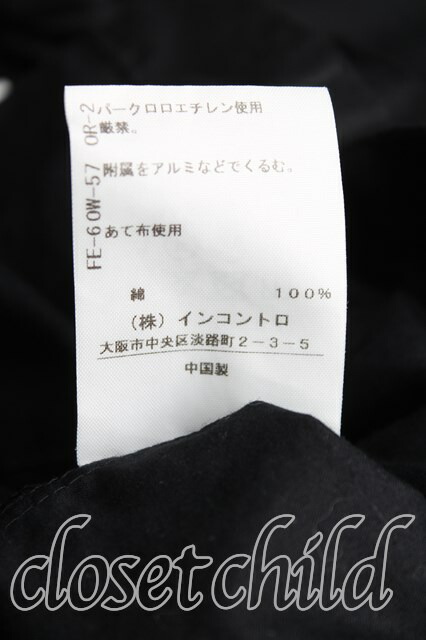 パークロロエチレン使用
厳禁。
附属をアルミなどでくるむ。
あて布使用
綿 100%
(株) インコントロ
大阪市中央区淡路町2-3-5
中国製
FE-60W-57 OR-2
closet child